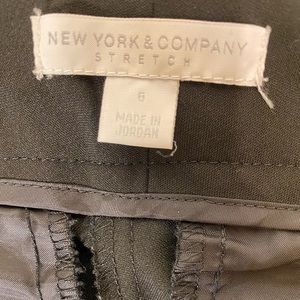 NEW YORK & COMPANY
STRETCH
6
MADE IN
JORDAN